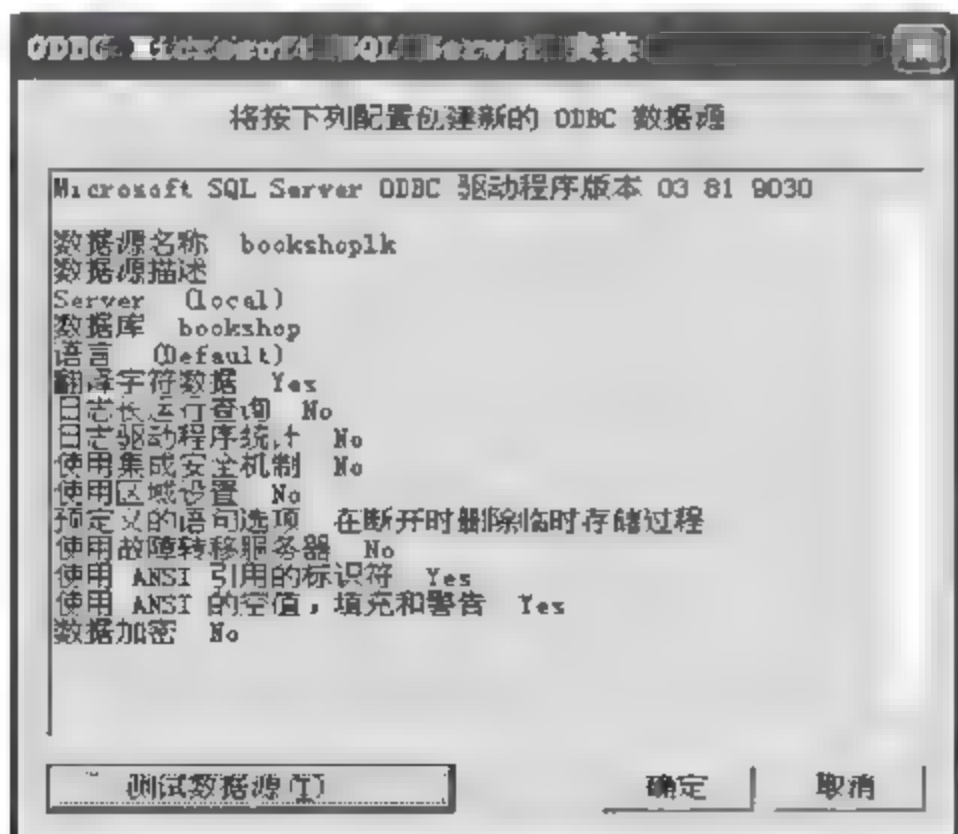 ODBC Microsoft SQL Server 安装
将按下列配置创建新的 ODBC 数据源
Microsoft SQL Server ODBC 驱动程序版本 03 81 9030
数据源名称 bookshoplk
数据源描述
Server (local)
数据库 bookshop
语言 (Default)
翻译字符数据 Yes
日志长运行查询 No
日志驱动程序统计 No
使用集成安全机制 No
使用区域设置 No
预定义的语句选项 在断开时删除临时存储过程
使用故障转移服务器 No
使用 ANSI 引用的标识符 Yes
使用 ANSI 的空值，填充和警告 Yes
数据加密 No
测试数据源(T)
确定
取消